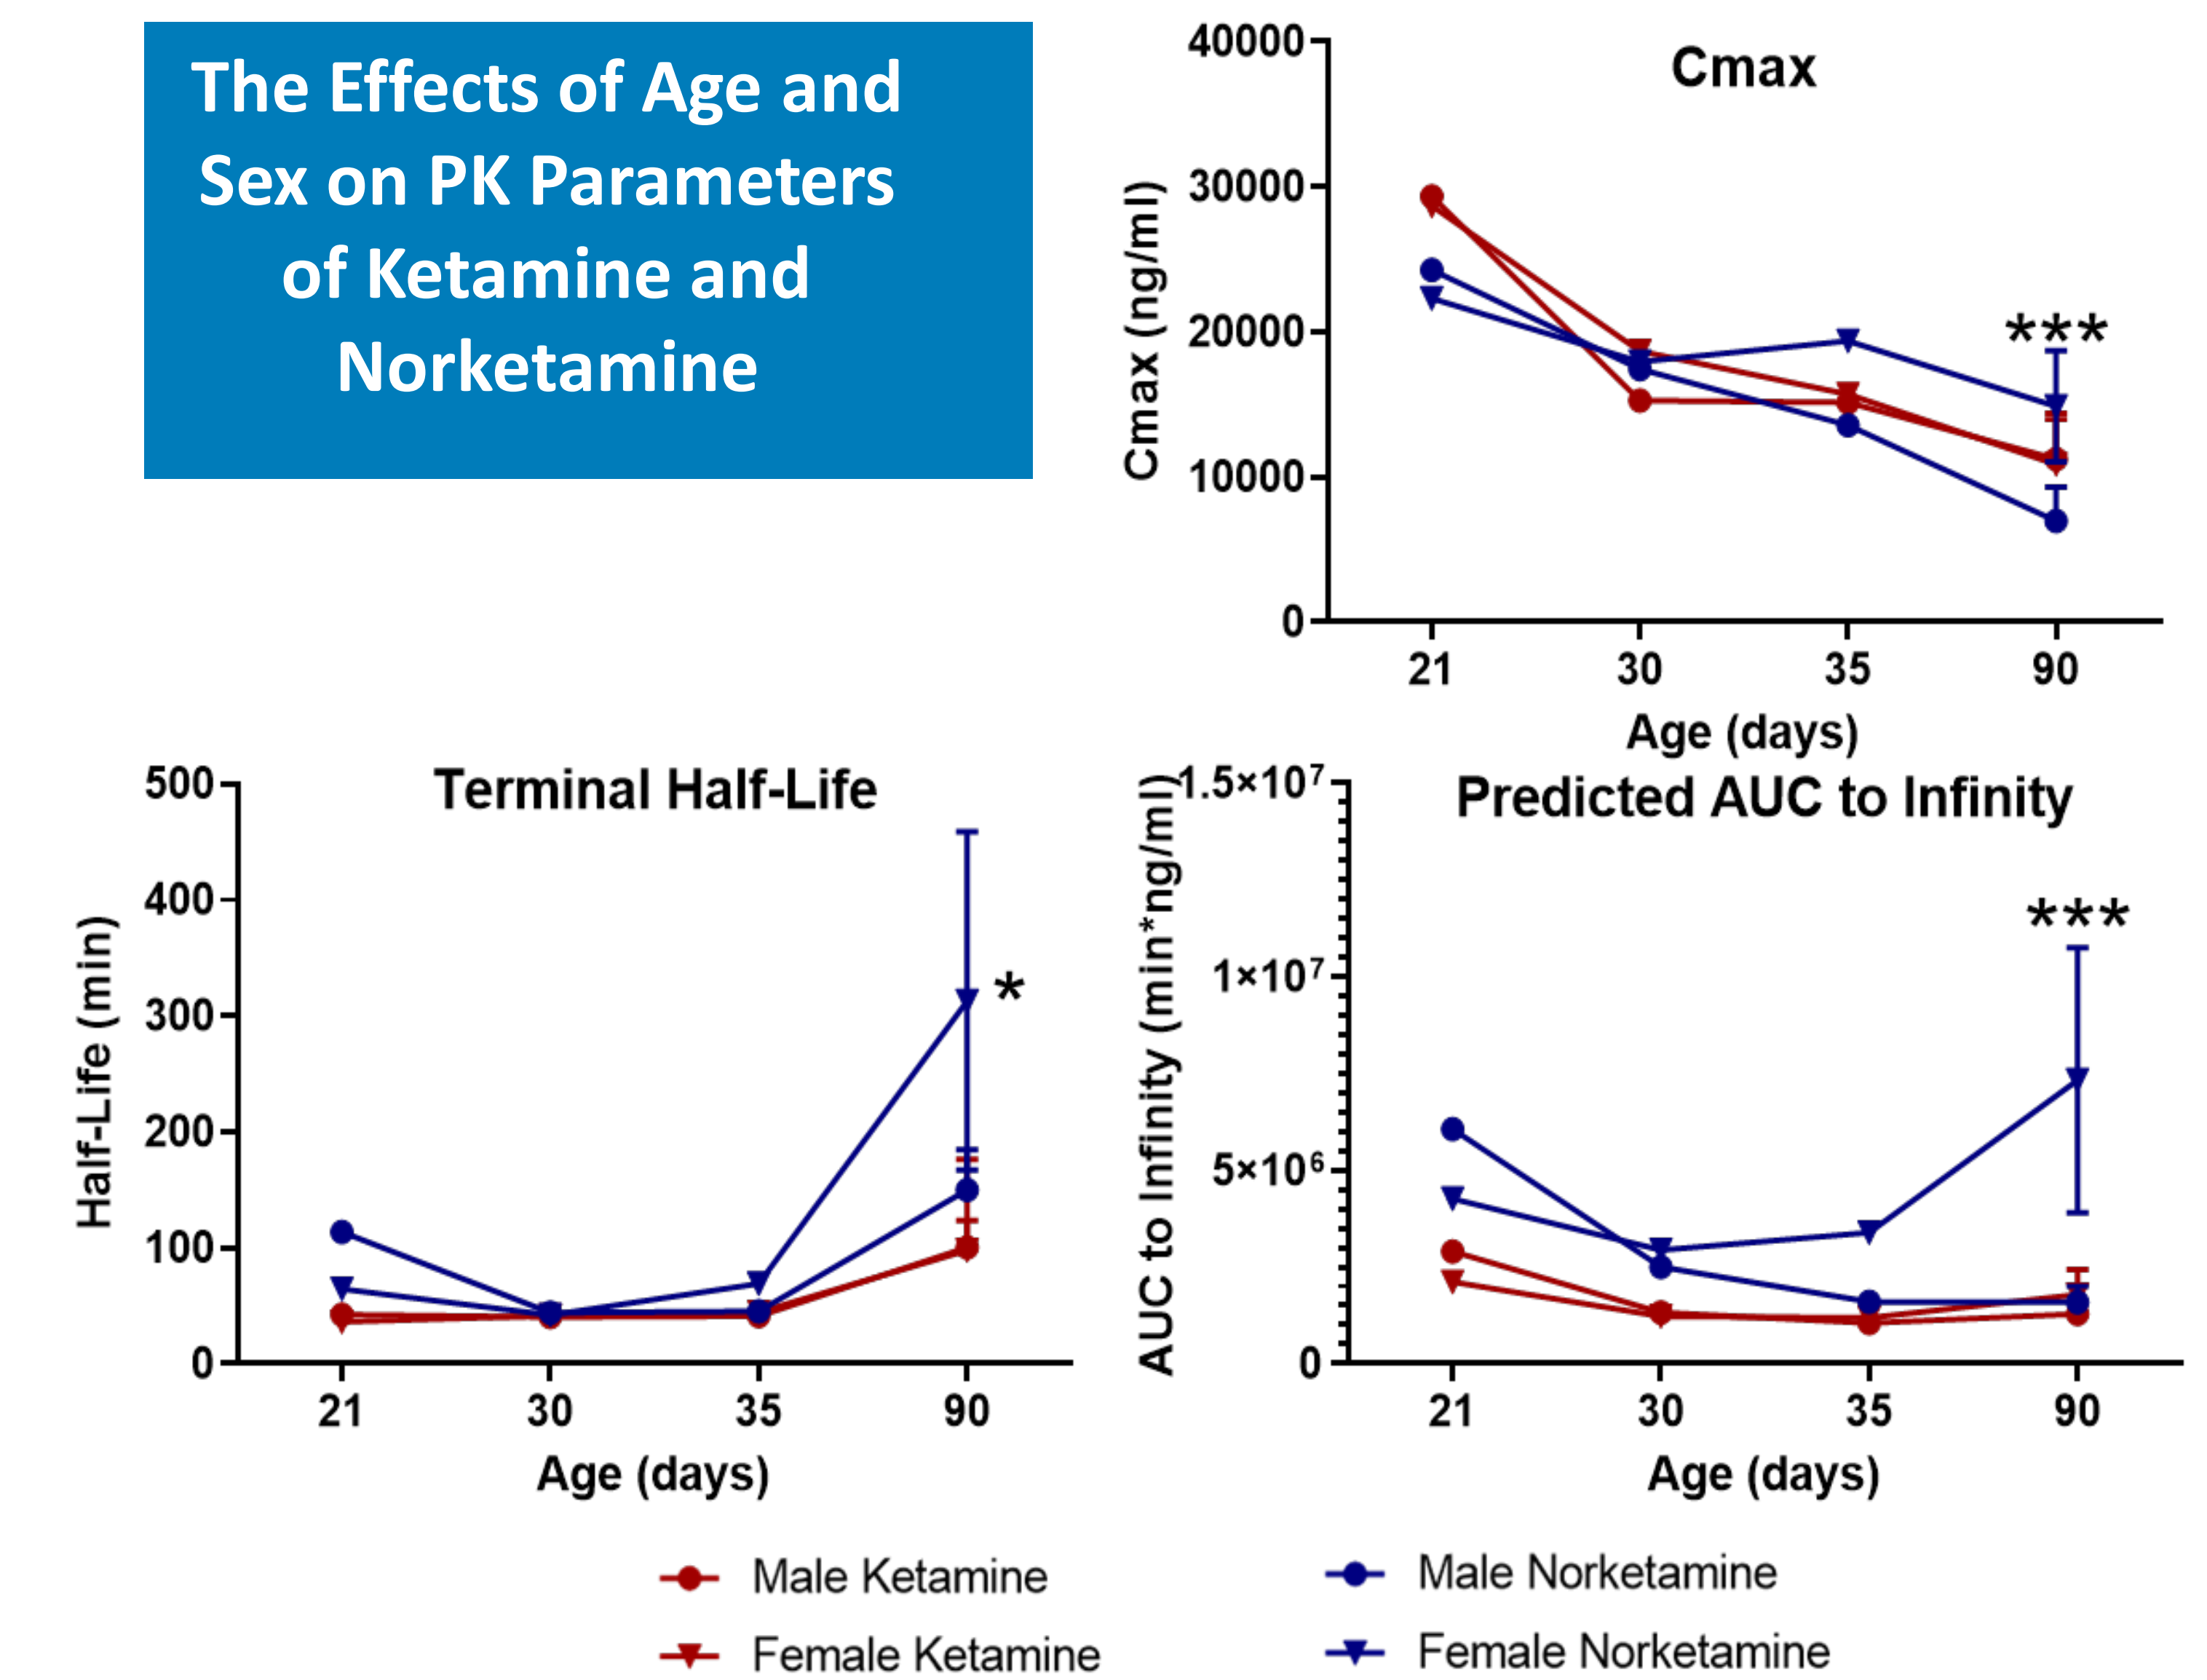 The Effects of Age and
Sex on PK Parameters
of Ketamine and
Norketamine
Cmax
Cmax (ng/ml)
40000
30000
20000
10000
0
***
21 30 35 90
Age (days)
Terminal Half-Life
Half-Life (min)
500
400
300
200
100
0
*
21 30 35 90
Age (days)
Predicted AUC to Infinity
AUC to Infinity (min*ng/ml)
1.5×10⁷
1×10⁷
5×10⁶
0
***
21 30 35 90
Age (days)
Male Ketamine
Female Ketamine
Male Norketamine
Female Norketamine